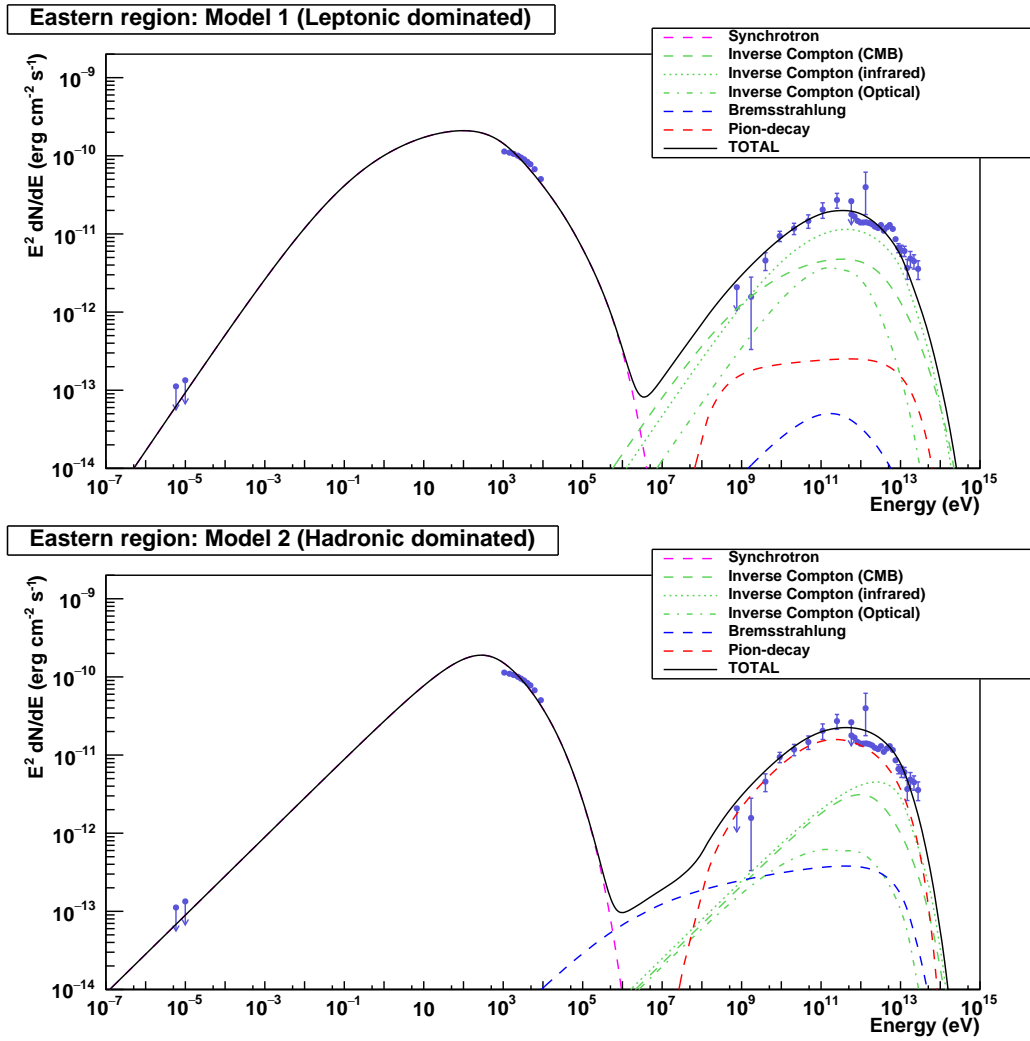 Eastern region: Model 1 (Leptonic dominated)
Synchrotron
Inverse Compton (CMB)
Inverse Compton (infrared)
Inverse Compton (Optical)
Bremsstrahlung
Pion-decay
TOTAL
E² dN/dE (erg cm⁻² s⁻¹)
10⁻⁹
10⁻¹⁰
10⁻¹¹
10⁻¹²
10⁻¹³
10⁻¹⁴
10⁻⁷ 10⁻⁵ 10⁻³ 10⁻¹ 10 10³ 10⁵ 10⁷ 10⁹ 10¹¹ 10¹³ 10¹⁵
Energy (eV)
Eastern region: Model 2 (Hadronic dominated)
Synchrotron
Inverse Compton (CMB)
Inverse Compton (infrared)
Inverse Compton (Optical)
Bremsstrahlung
Pion-decay
TOTAL
E² dN/dE (erg cm⁻² s⁻¹)
10⁻⁹
10⁻¹⁰
10⁻¹¹
10⁻¹²
10⁻¹³
10⁻¹⁴
10⁻⁷ 10⁻⁵ 10⁻³ 10⁻¹ 10 10³ 10⁵ 10⁷ 10⁹ 10¹¹ 10¹³ 10¹⁵
Energy (eV)